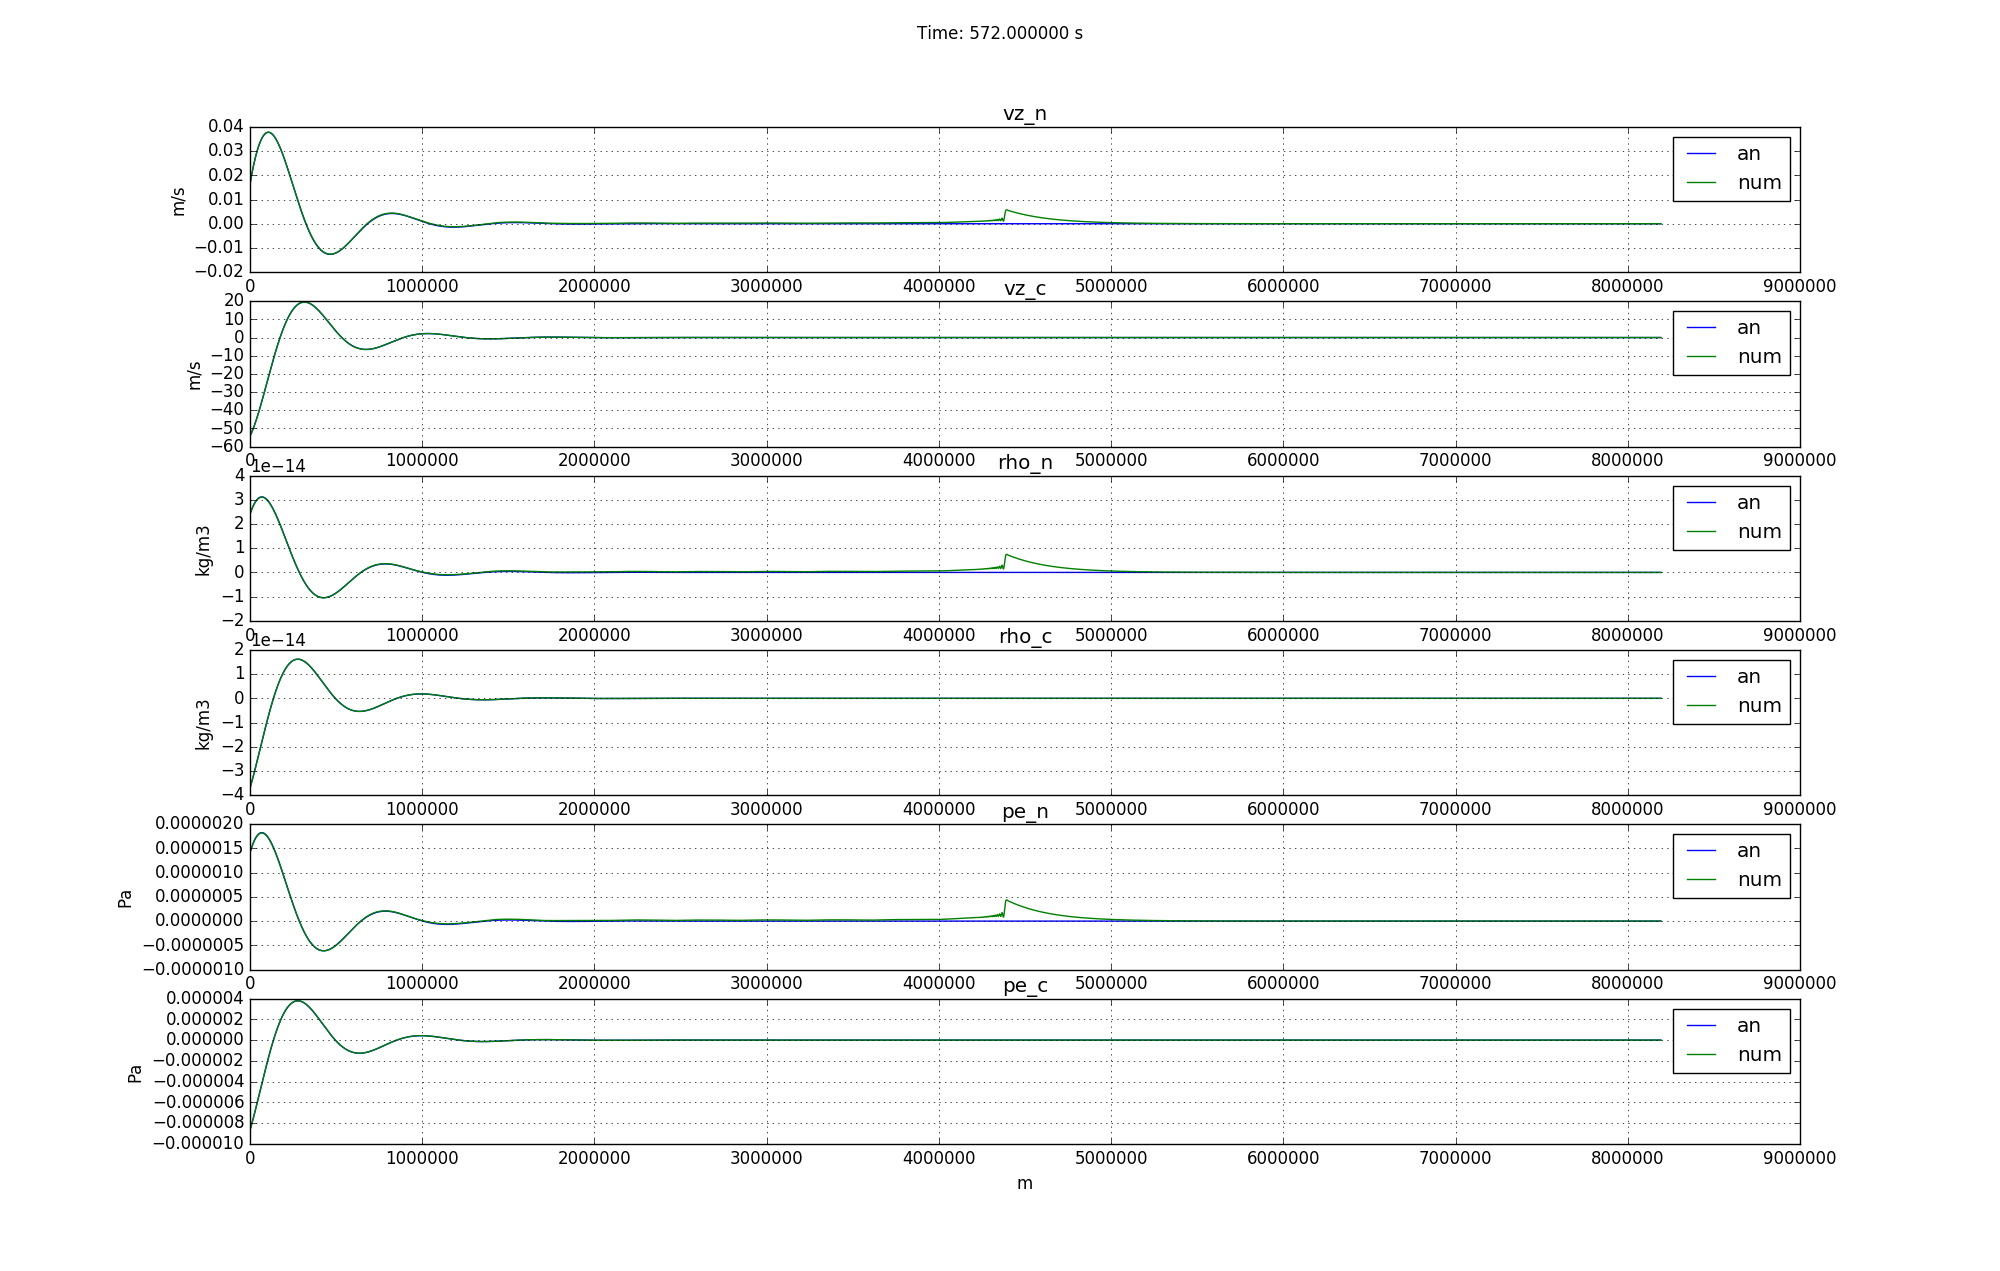 Time: 572.000000 s
vz_n
0.04
0.03
0.02
0.01
0.00
−0.01
−0.02
m/s
an
num
0 1000000 2000000 3000000 4000000 5000000 6000000 7000000 8000000 9000000
vz_c
20
10
0
−10
−20
−30
−40
−50
−60
m/s
an
num
0 1000000 2000000 3000000 4000000 5000000 6000000 7000000 8000000 9000000
1e−14
rho_n
4
3
2
1
0
−1
−2
kg/m3
an
num
0 1000000 2000000 3000000 4000000 5000000 6000000 7000000 8000000 9000000
1e−14
rho_c
2
1
0
−1
−2
−3
−4
kg/m3
an
num
0 1000000 2000000 3000000 4000000 5000000 6000000 7000000 8000000 9000000
pe_n
0.0000020
0.0000015
0.0000010
0.0000005
0.0000000
−0.0000005
−0.0000010
Pa
an
num
0 1000000 2000000 3000000 4000000 5000000 6000000 7000000 8000000 9000000
pe_c
0.000004
0.000002
0.000000
−0.000002
−0.000004
−0.000006
−0.000008
−0.000010
Pa
an
num
0 1000000 2000000 3000000 4000000 5000000 6000000 7000000 8000000 9000000
m